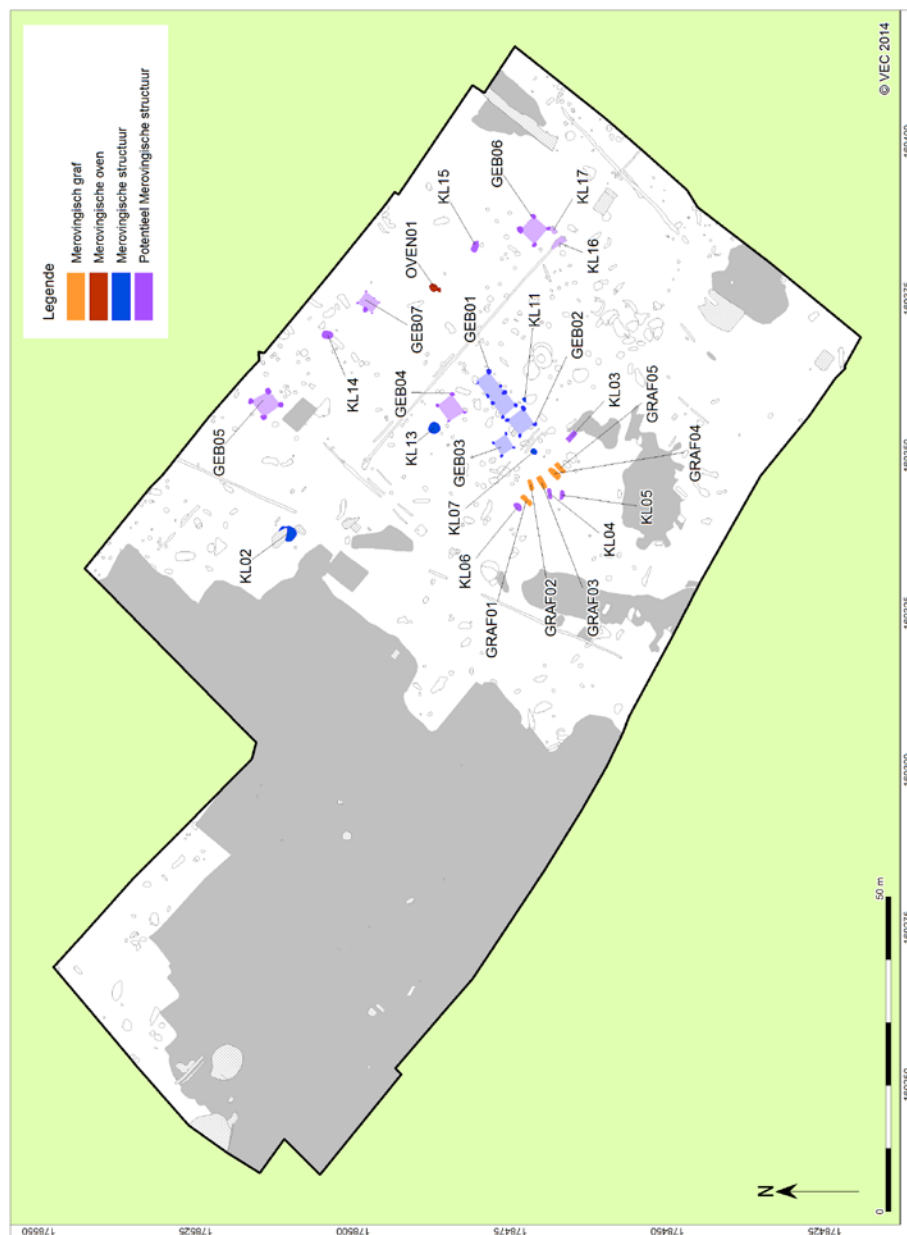 Legende
Merovingisch graf
Merovingische oven
Merovingische structuur
Potentieel Merovingische structuur
© VEC 2014
KL15
GEB06
KL17
KL16
OVEN01
GEB07
KL14
GEB05
GEB04
KL13
GEB01
KL11
GEB02
GEB03
KL03
GRAF05
GRAF04
KL07
KL05
KL04
KL06
GRAF01
GRAF02
GRAF03
KL02
N
0
50 m
178550
178525
178500
178475
178450
178425